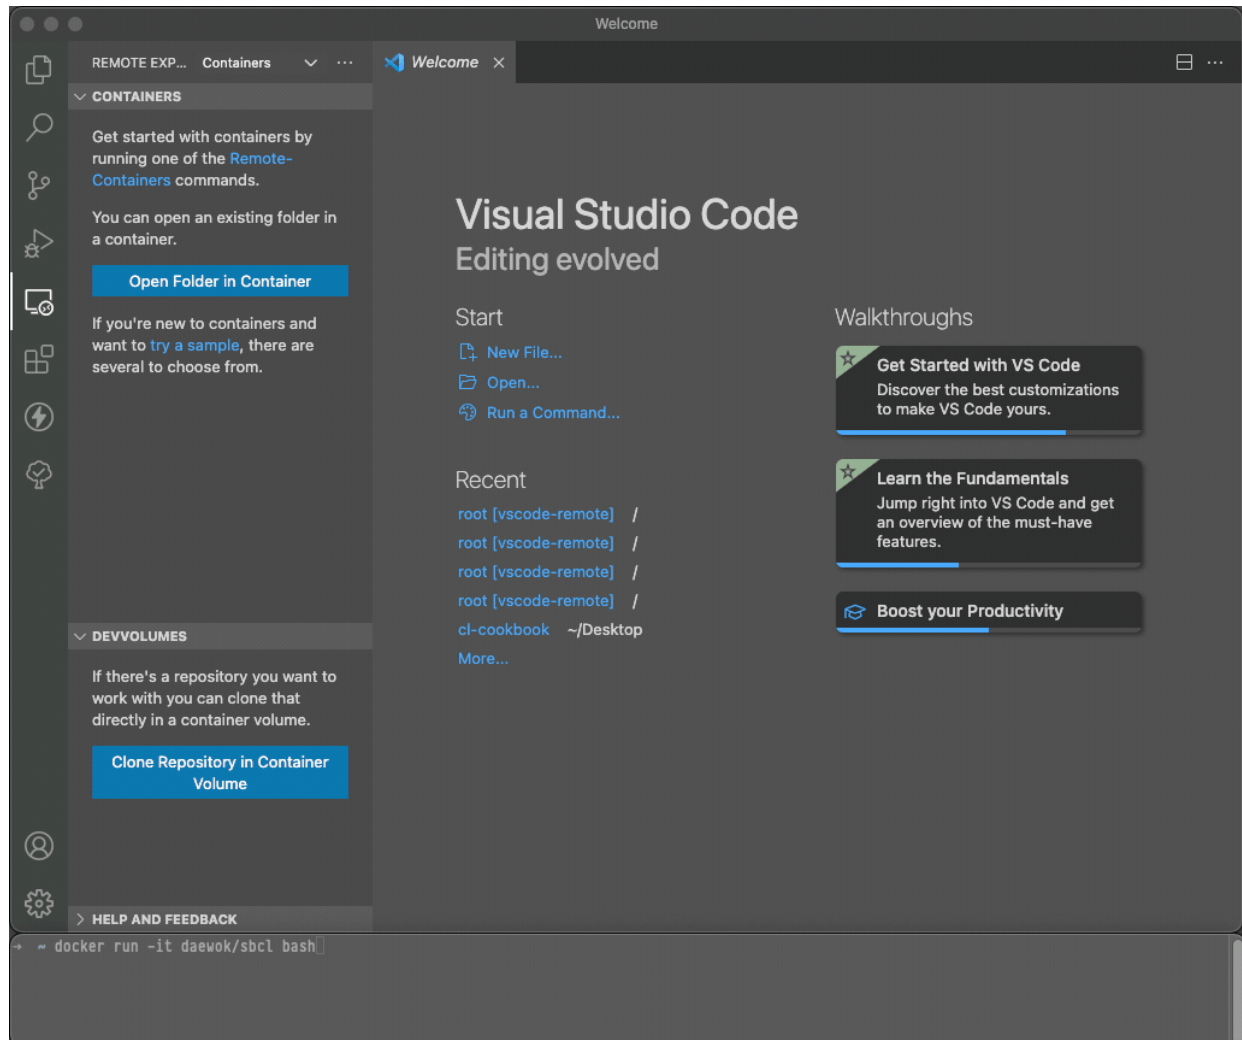 Welcome
REMOTE EXP... Containers
Welcome
CONTAINERS
Get started with containers by
running one of the Remote-
Containers commands.
You can open an existing folder in
a container.
Open Folder in Container
If you're new to containers and
want to try a sample, there are
several to choose from.
DEVVOLUMES
If there's a repository you want to
work with you can clone that
directly in a container volume.
Clone Repository in Container
Volume
HELP AND FEEDBACK
Visual Studio Code
Editing evolved
Start
New File...
Open...
Run a Command...
Recent
root [vscode-remote] /
root [vscode-remote] /
root [vscode-remote] /
root [vscode-remote] /
cl-cookbook ~/Desktop
More...
Walkthroughs
Get Started with VS Code
Discover the best customizations
to make VS Code yours.
Learn the Fundamentals
Jump right into VS Code and get
an overview of the must-have
features.
Boost your Productivity
→ ~ docker run -it daewok/sbcl bash